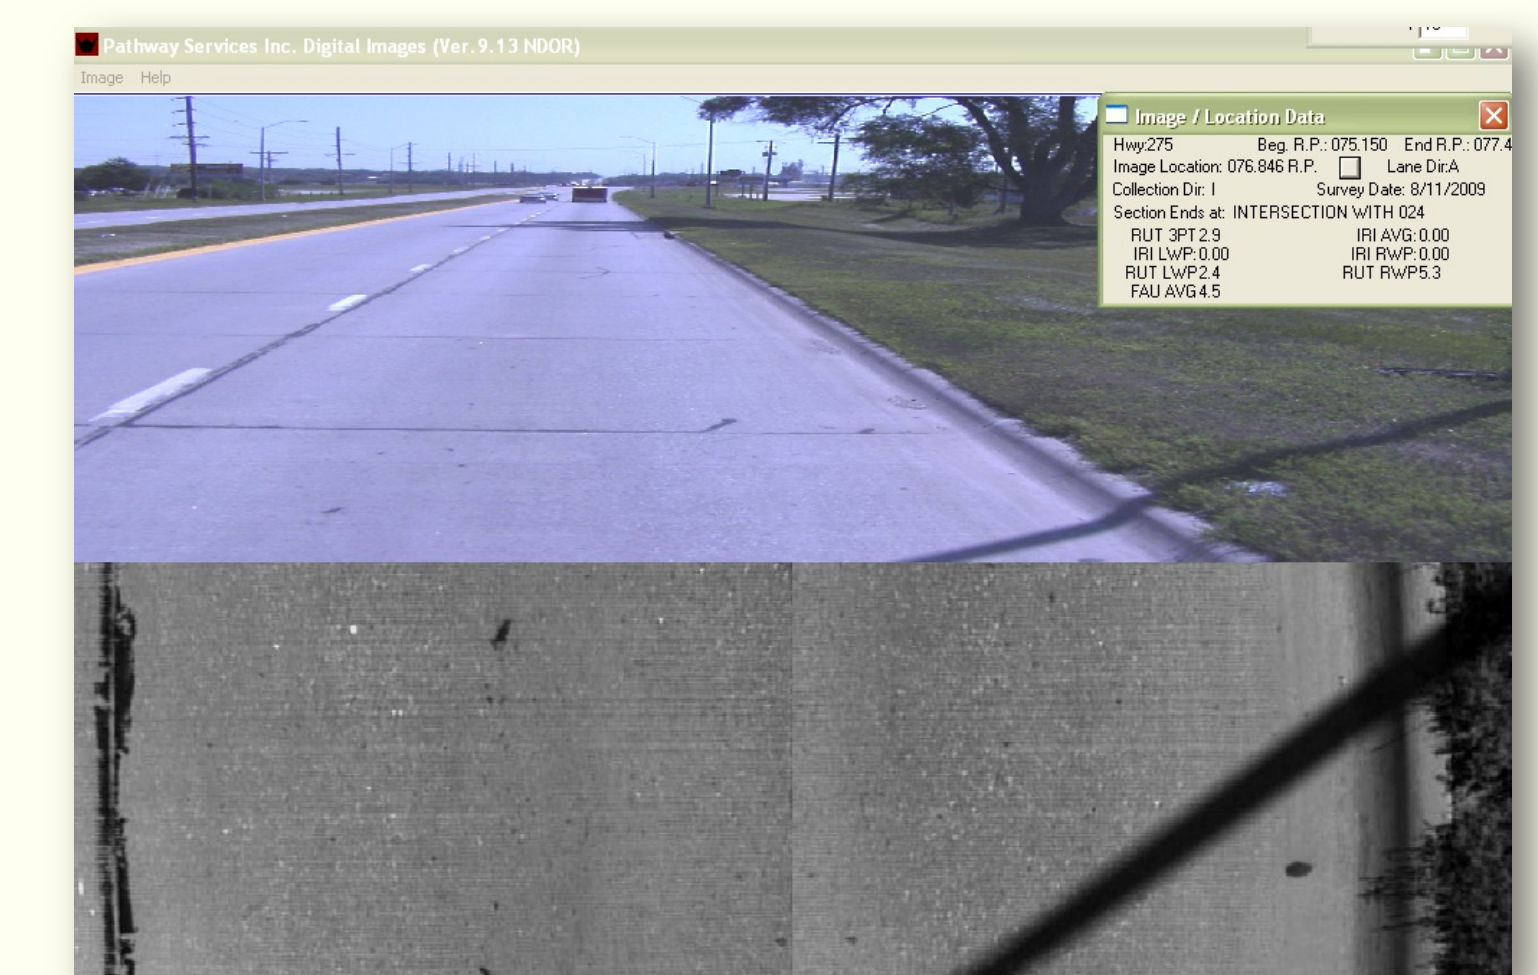 Pathway Services Inc. Digital Images (Ver.9.13 NDOR)
Image Help
Image / Location Data
Hwy:275 Beg. R.P.: 075.150 End R.P.: 077.4
Image Location: 076.846 R.P. Lane Dir:A
Collection Dir: I Survey Date: 8/11/2009
Section Ends at: INTERSECTION WITH 024
RUT 3PT 2.9 IRI AVG: 0.00
IRI LWP: 0.00 IRI RWP: 0.00
RUT LWP 2.4 RUT RWP 5.3
FAU AVG 4.5